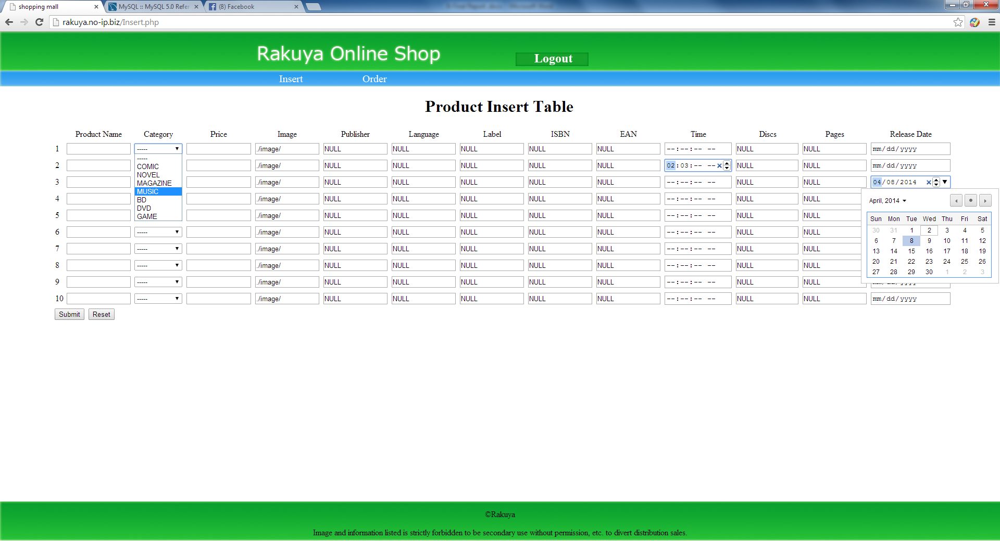 shopping mall
MySQL :: MySQL 5.0 Refer
(8) Facebook
rakuya.no-ip.biz/Insert.php
Rakuya Online Shop
Logout
Insert Order
Product Insert Table
Product Name Category Price Image Publisher Language Label ISBN EAN Time Discs Pages Release Date
1 ----- ./image/ NULL NULL NULL NULL NULL --:--:-- -- NULL NULL mm/dd/yyyy
-----
COMIC
NOVEL
MAGAZINE
MUSIC
BD
DVD
GAME
2 ./image/ NULL NULL NULL NULL NULL 02:03:-- -- NULL NULL mm/dd/yyyy
3 ./image/ NULL NULL NULL NULL NULL --:--:-- -- NULL NULL 04/08/2014
4 ./image/ NULL NULL NULL NULL NULL --:--:-- -- NULL NULL
5 ./image/ NULL NULL NULL NULL NULL --:--:-- -- NULL NULL
6 ----- ./image/ NULL NULL NULL NULL NULL --:--:-- -- NULL NULL
7 ----- ./image/ NULL NULL NULL NULL NULL --:--:-- -- NULL NULL
8 ----- ./image/ NULL NULL NULL NULL NULL --:--:-- -- NULL NULL
9 ----- ./image/ NULL NULL NULL NULL NULL --:--:-- -- NULL NULL mm/dd/yyyy
10 ----- ./image/ NULL NULL NULL NULL NULL --:--:-- -- NULL NULL mm/dd/yyyy
April, 2014
Sun Mon Tue Wed Thu Fri Sat
30 31 1 2 3 4 5
6 7 8 9 10 11 12
13 14 15 16 17 18 19
20 21 22 23 24 25 26
27 28 29 30 1 2 3
Submit Reset
©Rakuya
Image and information listed is strictly forbidden to be secondary use without permission, etc. to divert distribution sales.